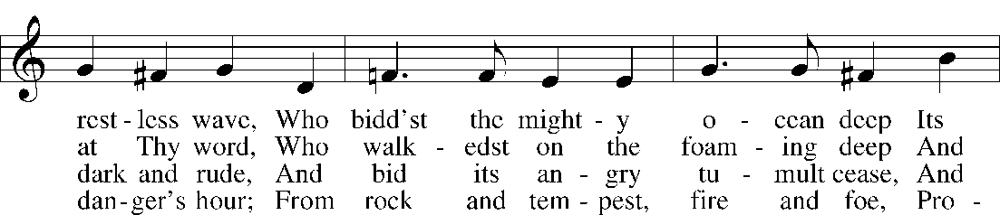 rest - less wave, Who bidd'st the might - y o - cean deep Its
at Thy word, Who walk - edst on the foam - ing deep And
dark and rude, And bid its an - gry tu - mult cease, And
dan - ger's hour; From rock and tem - pest, fire and foe, Pro -